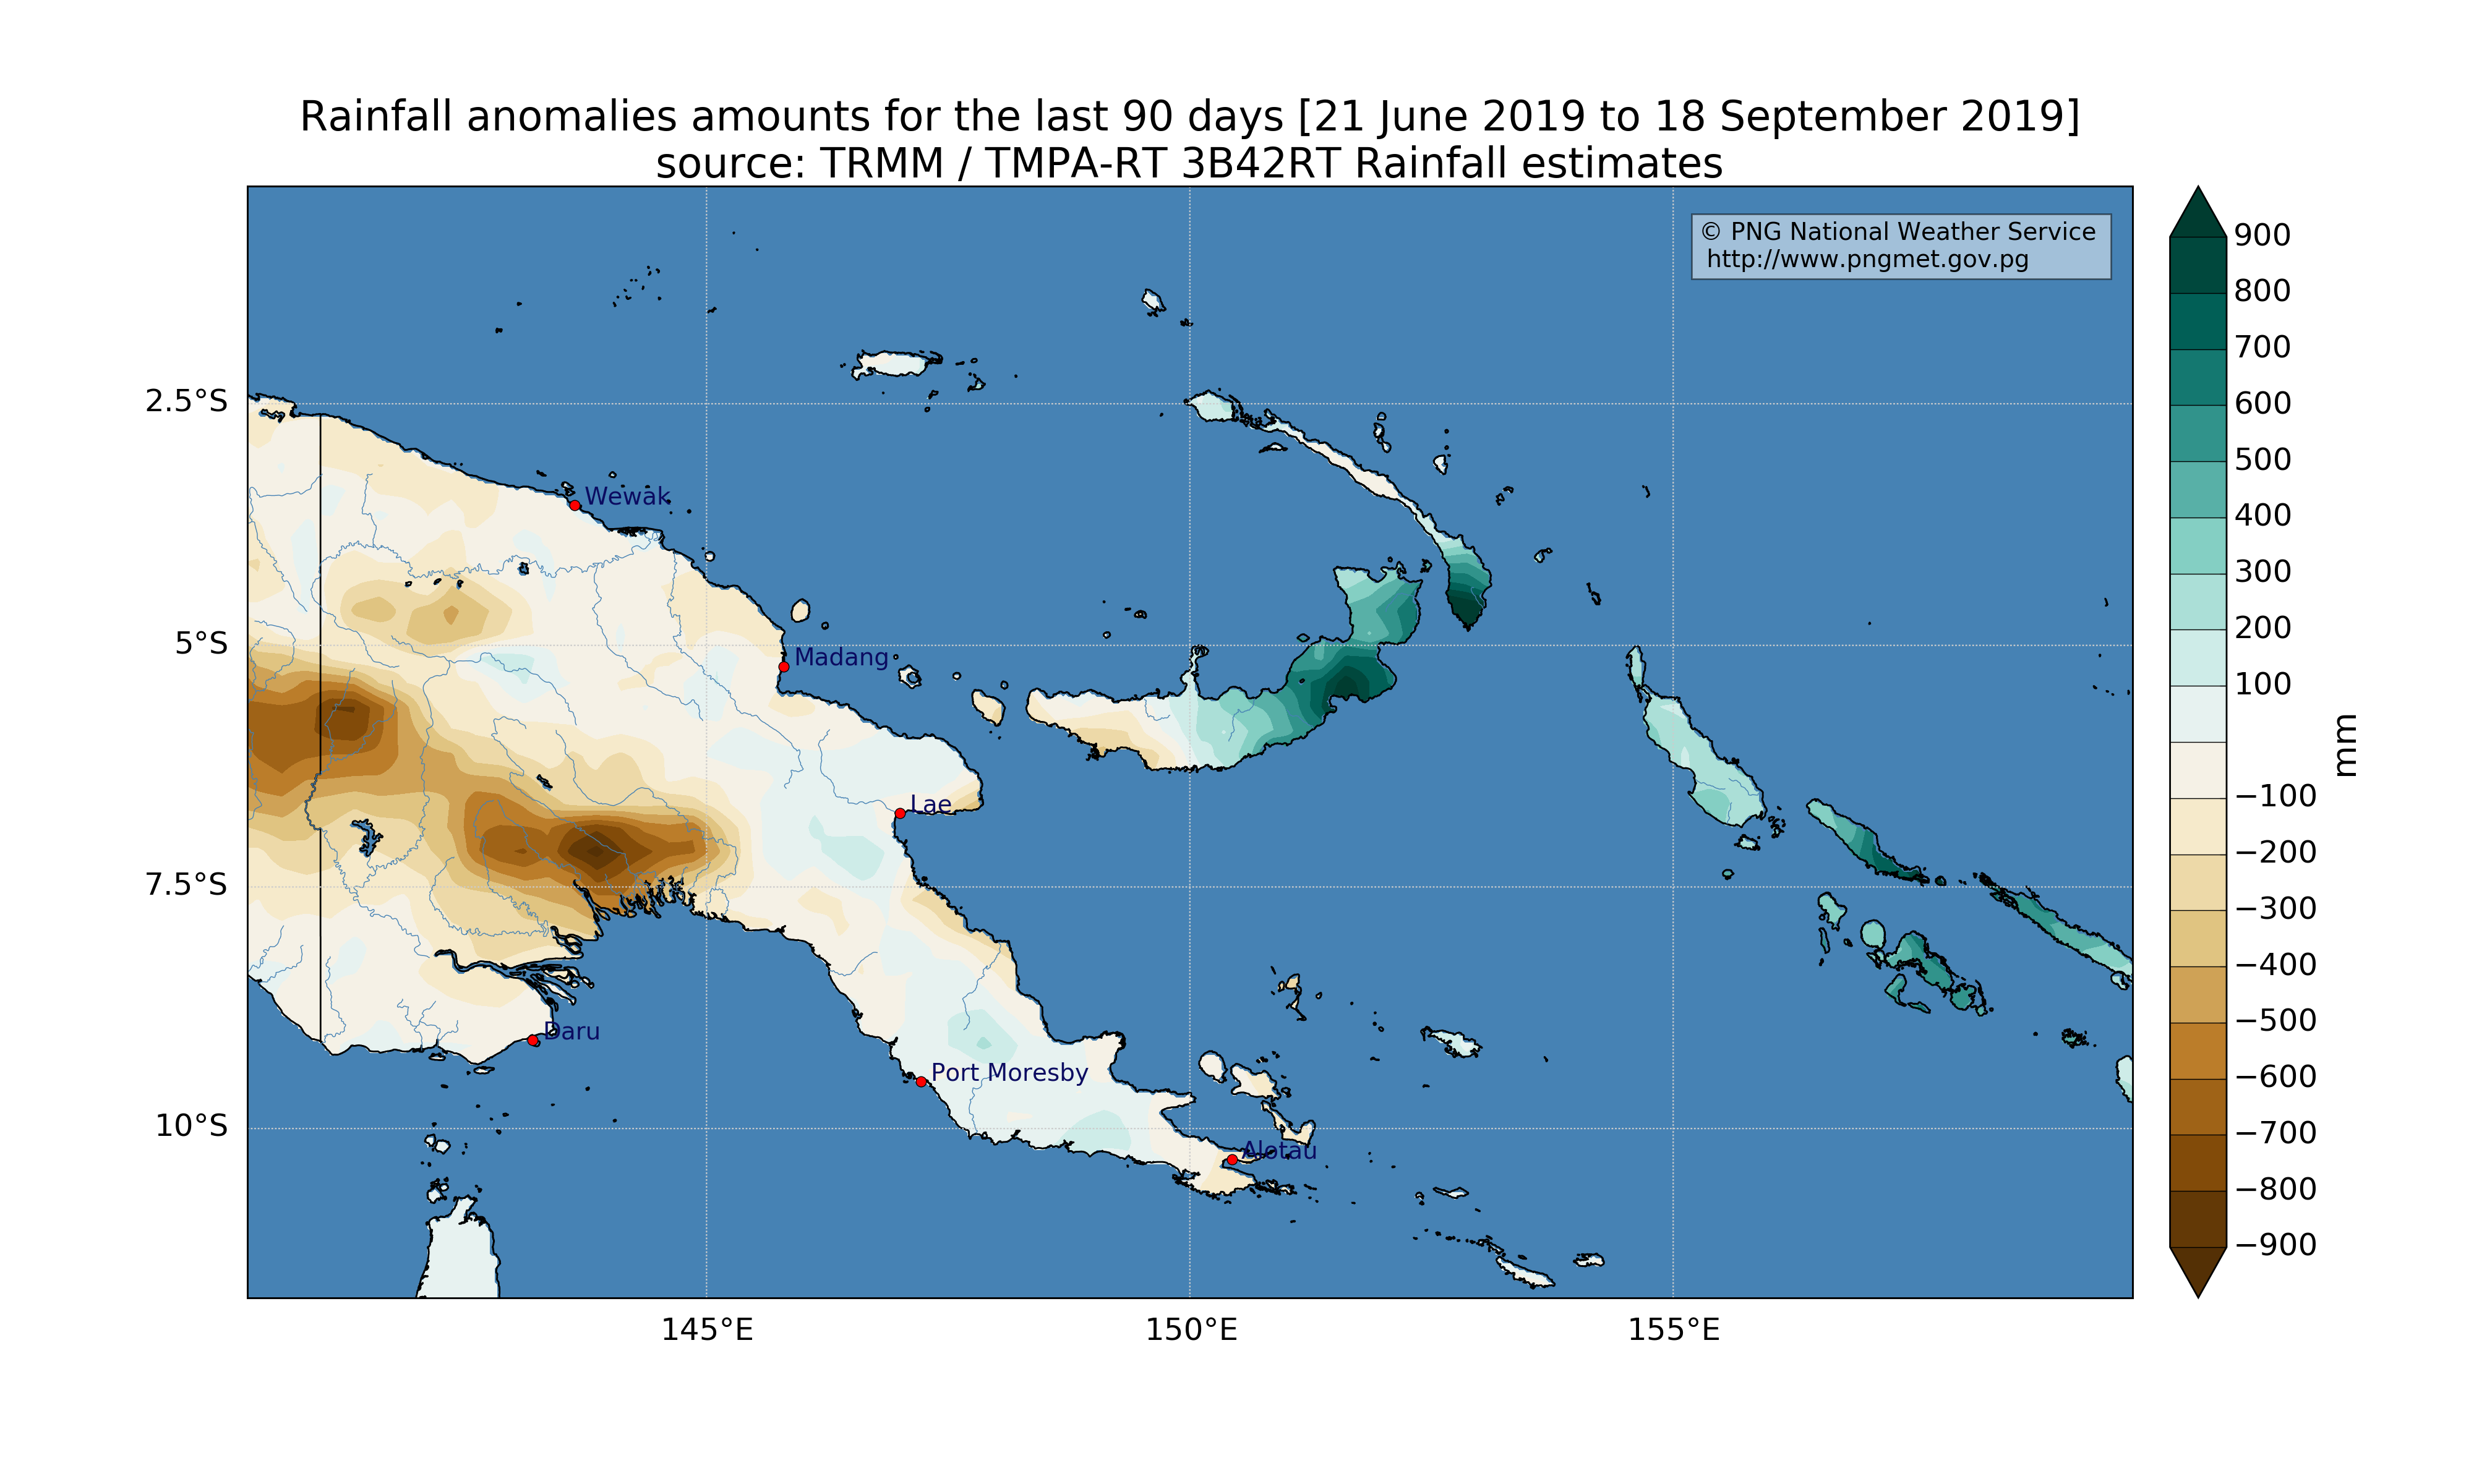 Rainfall anomalies amounts for the last 90 days [21 June 2019 to 18 September 2019]
source: TRMM / TMPA-RT 3B42RT Rainfall estimates
© PNG National Weather Service
http://www.pngmet.gov.pg
900
800
700
600
500
400
300
200
100
−100
−200
−300
−400
−500
−600
−700
−800
−900
mm
2.5°S
5°S
7.5°S
10°S
Wewak
Madang
Lae
Daru
Port Moresby
Alotau
145°E
150°E
155°E